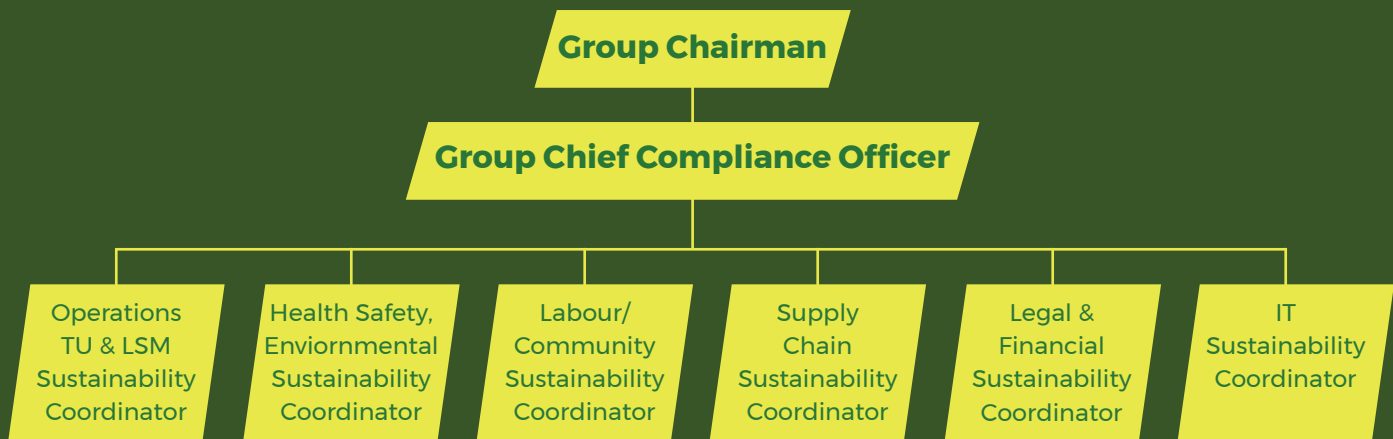 Group Chairman
Group Chief Compliance Officer
Operations
TU & LSM
Sustainability
Coordinator
Health Safety,
Enviornmental
Sustainability
Coordinator
Labour/
Community
Sustainability
Coordinator
Supply
Chain
Sustainability
Coordinator
Legal &
Financial
Sustainability
Coordinator
IT
Sustainability
Coordinator